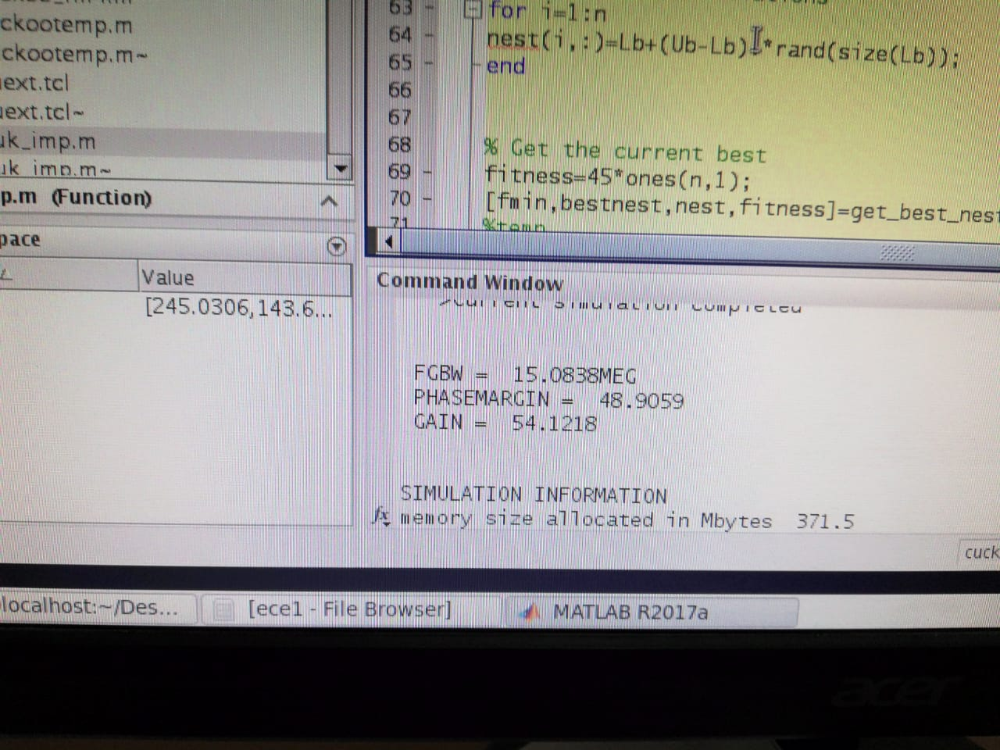 ckootemp.m
ckootemp.m~
ext.tcl
ext.tcl~
uk_imp.m
uk_imp.m~
p.m (Function)
pace
Value
[245.0306,143.6...
63
for i=1:n
64
nest(i,:)=Lb+(Ub-Lb).*rand(size(Lb));
65
end
66
67
68
% Get the current best
69
fitness=45*ones(n,1);
70
[fmin,bestnest,nest,fitness]=get_best_nest
71
%temp
Command Window
>current simulation completed
FGBW = 15.0838MEG
PHASEMARGIN = 48.9059
GAIN = 54.1218
SIMULATION INFORMATION
fx memory size allocated in Mbytes 371.5
cuck
localhost:~/Des...
[ece1 - File Browser]
MATLAB R2017a
acer